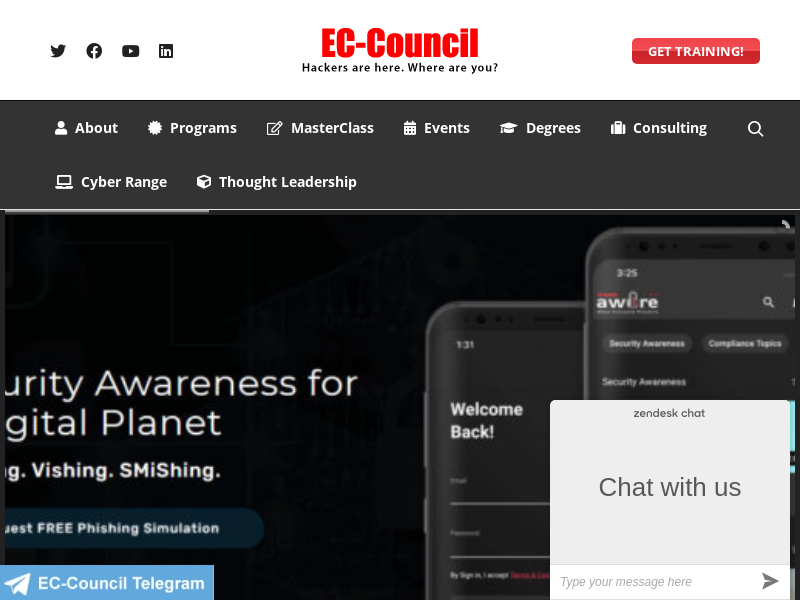 EC-Council
Hackers are here. Where are you?
GET TRAINING!
About
Programs
MasterClass
Events
Degrees
Consulting
Cyber Range
Thought Leadership
urity Awareness for
gital Planet
g. Vishing. SMiShing.
uest FREE Phishing Simulation
EC-Council Telegram
1:31
Welcome
Back!
Email
Password
By Sign in, I accept Terms & Con
3:25
aware
Security Awareness
Compliance Topics
Security Awareness
zendesk chat
Chat with us
Type your message here